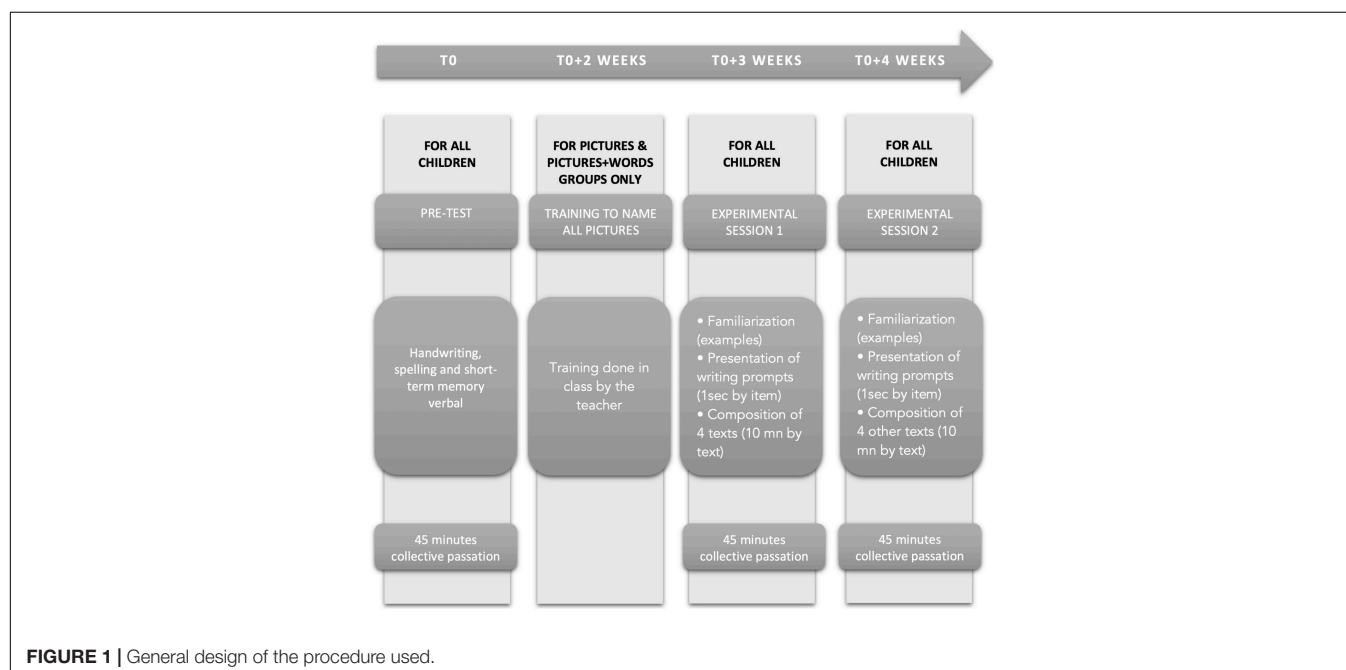 T0
T0+2 WEEKS
T0+3 WEEKS
T0+4 WEEKS
FOR ALL
CHILDREN
PRE-TEST
Handwriting,
spelling and short-
term memory
verbal
45 minutes
collective passation
FOR PICTURES &
PICTURES+WORDS
GROUPS ONLY
TRAINING TO NAME
ALL PICTURES
Training done in
class by the
teacher
FOR ALL
CHILDREN
EXPERIMENTAL
SESSION 1
• Familiarization
(examples)
• Presentation of
writing prompts
(1sec by item)
• Composition of
4 texts (10 mn by
text)
45 minutes
collective passation
FOR ALL
CHILDREN
EXPERIMENTAL
SESSION 2
• Familiarization
(examples)
• Presentation of
writing prompts
(1sec by item)
• Composition of
4 other texts (10
mn by text)
45 minutes
collective passation
FIGURE 1 | General design of the procedure used.